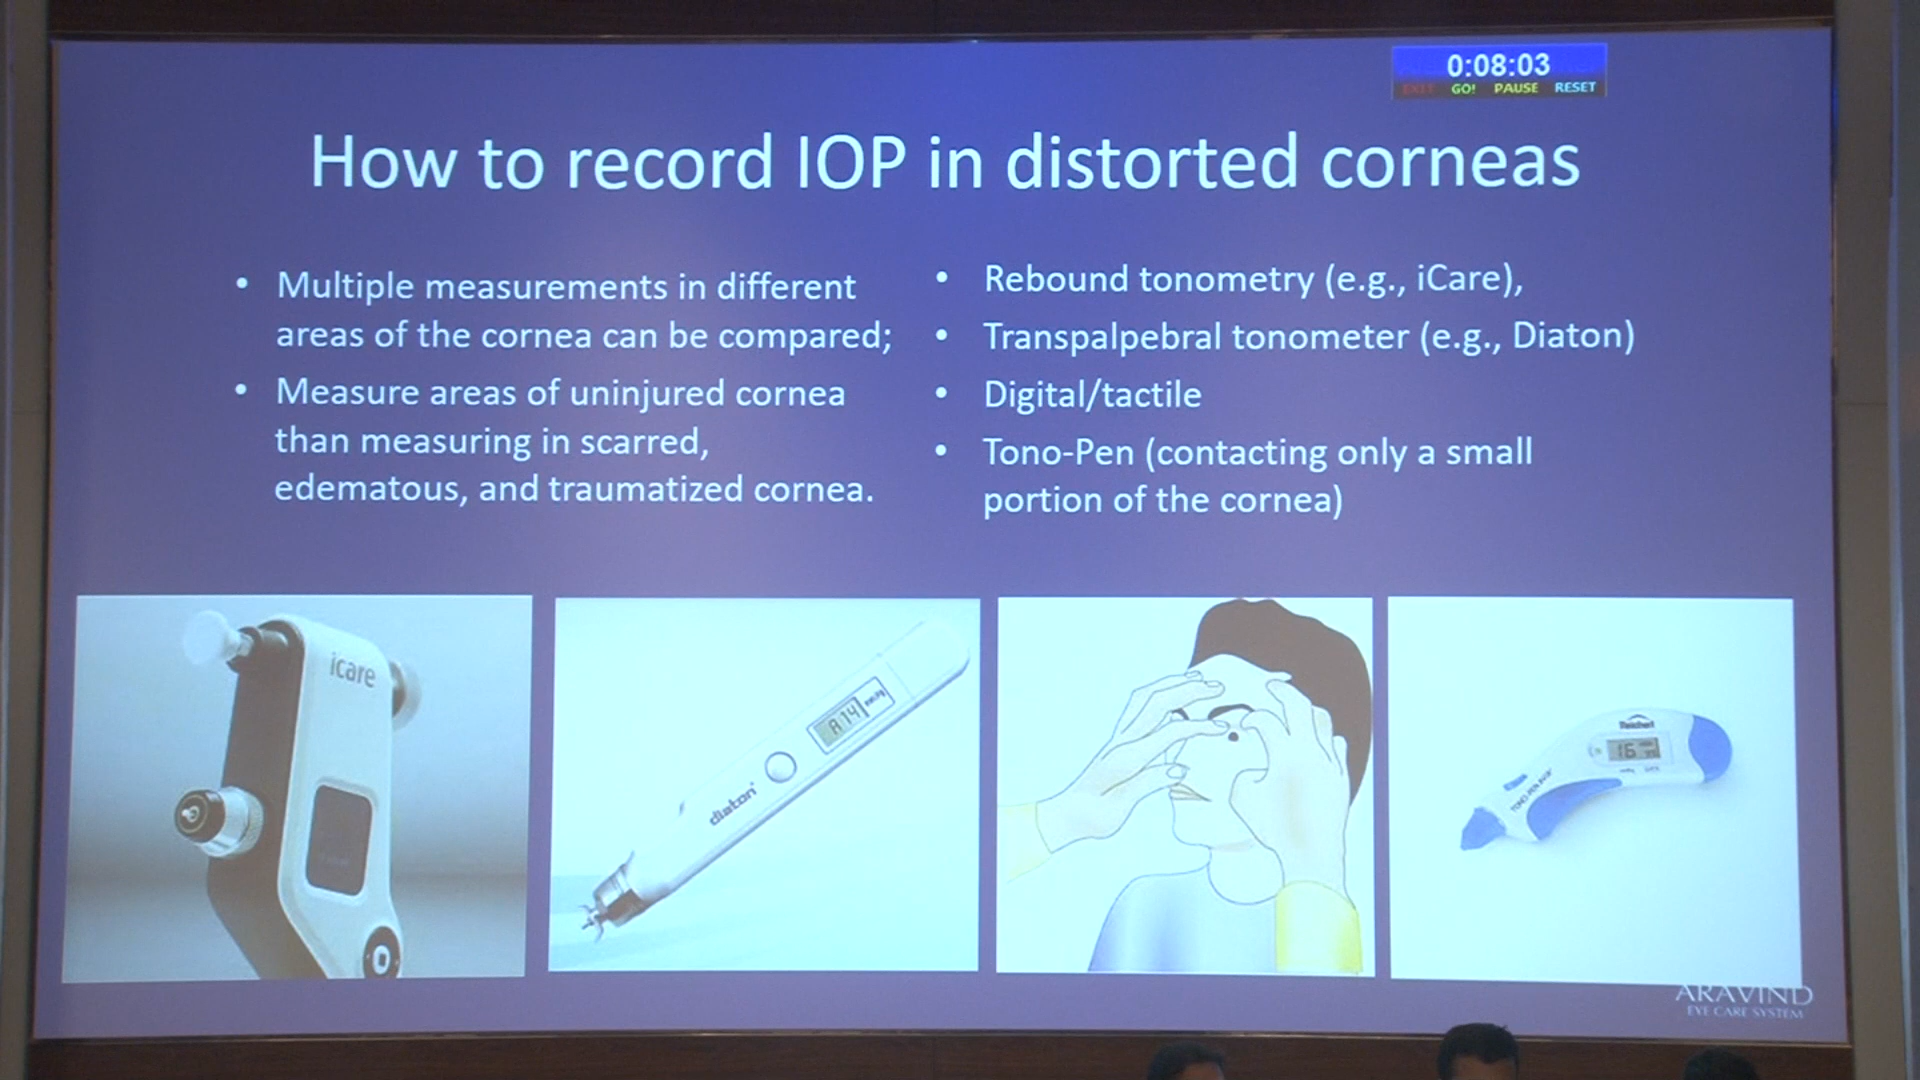 0:08:03
EXIT GO! PAUSE RESET
How to record IOP in distorted corneas
• Multiple measurements in different
areas of the cornea can be compared;
• Measure areas of uninjured cornea
than measuring in scarred,
edematous, and traumatized cornea.
• Rebound tonometry (e.g., iCare),
• Transpalpebral tonometer (e.g., Diaton)
• Digital/tactile
• Tono-Pen (contacting only a small
portion of the cornea)
icare
A:14
diaton
Reichert
16
ARAVIND
EYE CARE SYSTEM